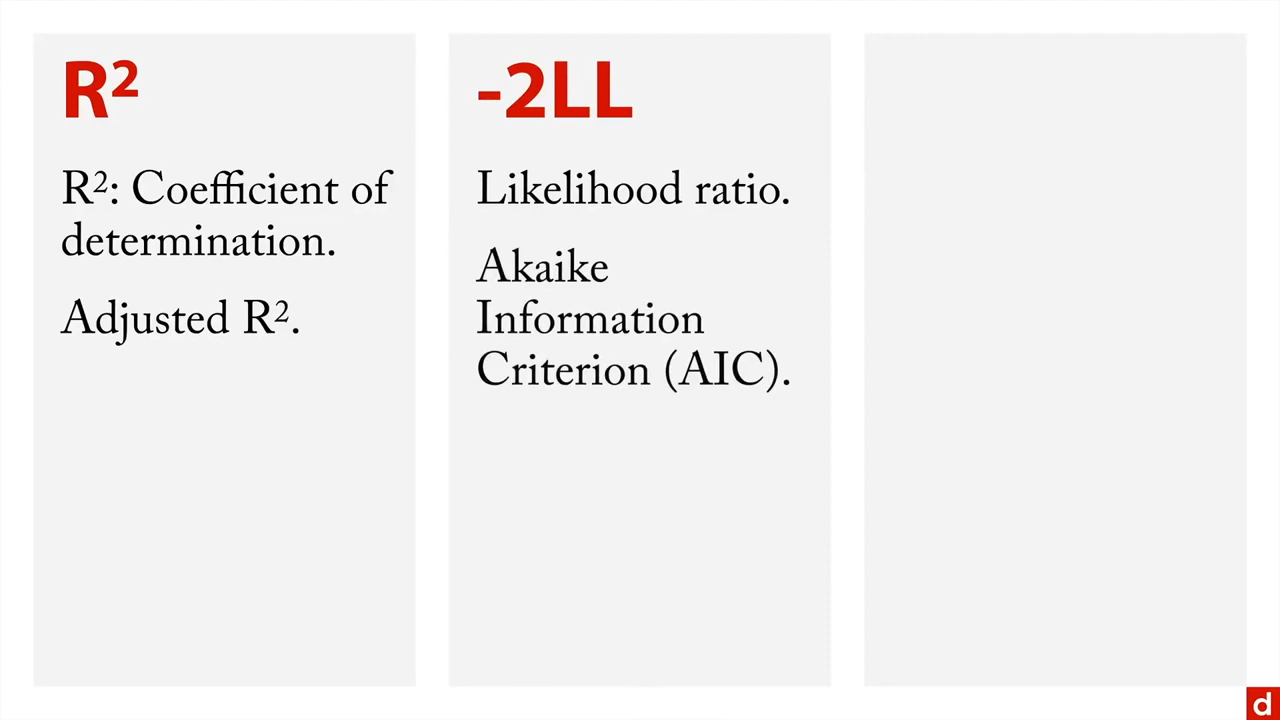 R²
R²: Coefficient of
determination.
Adjusted R².
-2LL
Likelihood ratio.
Akaike
Information
Criterion (AIC).
d